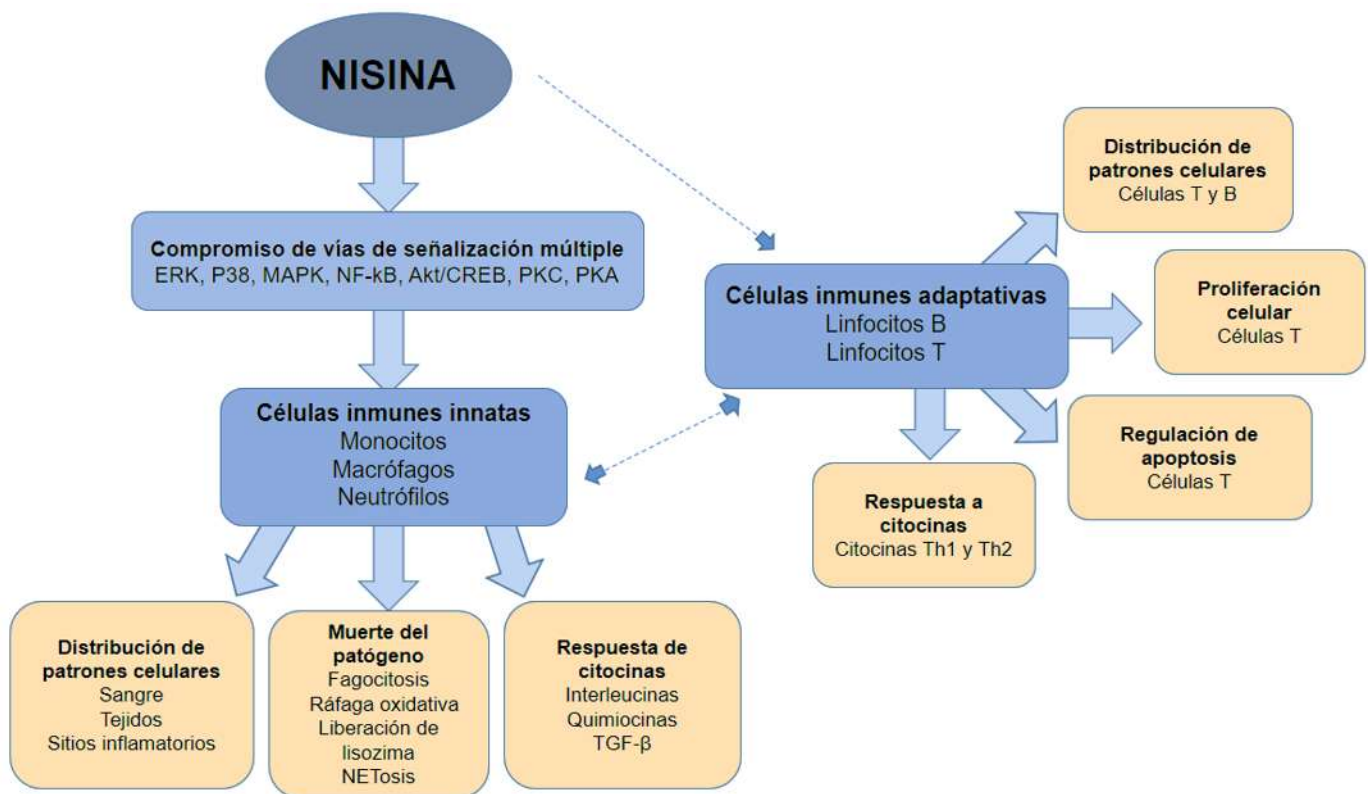 NISINA
Compromiso de vías de señalización múltiple
ERK, P38, MAPK, NF-kB, Akt/CREB, PKC, PKA
Células inmunes innatas
Monocitos
Macrófagos
Neutrófilos
Distribución de
patrones celulares
Sangre
Tejidos
Sitios inflamatorios
Muerte del
patógeno
Fagocitosis
Ráfaga oxidativa
Liberación de
lisozima
NETosis
Respuesta de
citocinas
Interleucinas
Quimiocinas
TGF-β
Células inmunes adaptativas
Linfocitos B
Linfocitos T
Distribución de
patrones celulares
Células T y B
Proliferación
celular
Células T
Regulación de
apoptosis
Células T
Respuesta a
citocinas
Citocinas Th1 y Th2